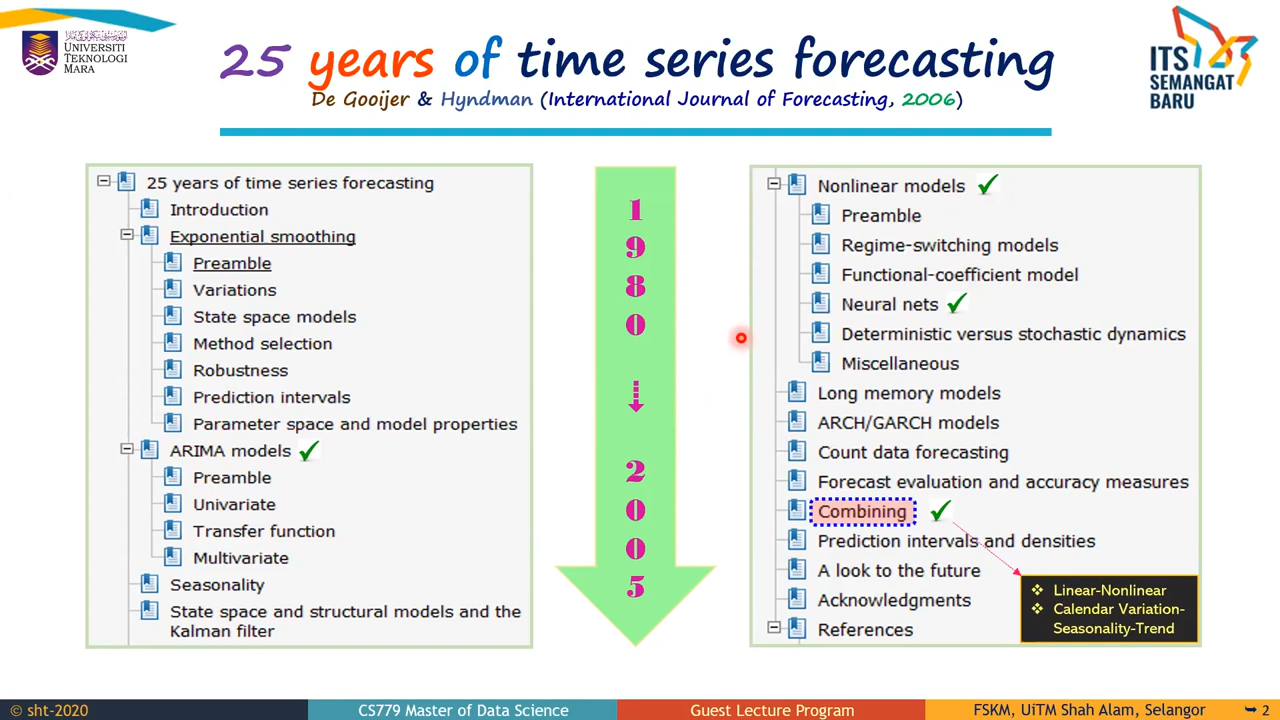 UNIVERSITI
TEKNOLOGI
MARA
25 years of time series forecasting
De Gooijer & Hyndman (International Journal of Forecasting, 2006)
ITS
SEMANGAT
BARU
25 years of time series forecasting
Introduction
Exponential smoothing
Preamble
Variations
State space models
Method selection
Robustness
Prediction intervals
Parameter space and model properties
ARIMA models
Preamble
Univariate
Transfer function
Multivariate
Seasonality
State space and structural models and the
Kalman filter
1
9
8
0
2
0
0
5
Nonlinear models
Preamble
Regime-switching models
Functional-coefficient model
Neural nets
Deterministic versus stochastic dynamics
Miscellaneous
Long memory models
ARCH/GARCH models
Count data forecasting
Forecast evaluation and accuracy measures
Combining
Prediction intervals and densities
A look to the future
Acknowledgments
References
Linear-Nonlinear
Calendar Variation-
Seasonality-Trend
© sht-2020
CS779 Master of Data Science
Guest Lecture Program
FSKM, UiTM Shah Alam, Selangor
2